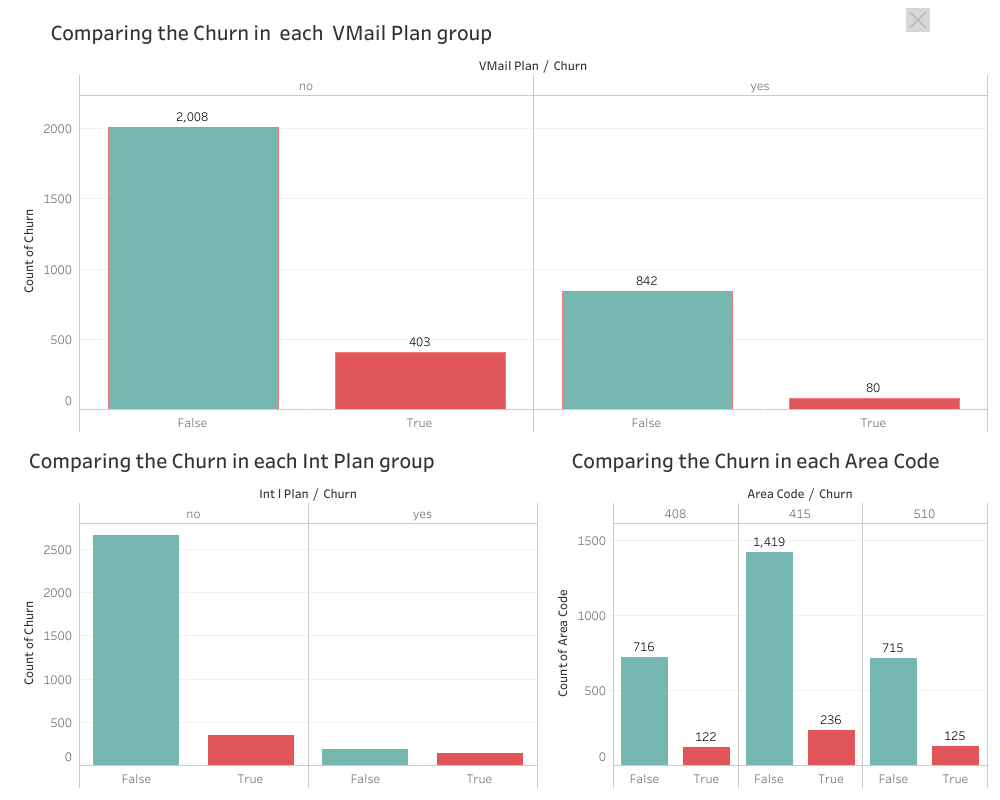 Comparing the Churn in each VMail Plan group
VMail Plan / Churn
no yes
2,008
2000
1500
Count of Churn
1000
842
500
403
80
0
False True False True
Comparing the Churn in each Int Plan group
Int l Plan / Churn
no yes
2500
2000
1500
Count of Churn
1000
500
0
False True False True
Comparing the Churn in each Area Code
Area Code / Churn
408 415 510
1500
1,419
1000
Count of Area Code
716 715
500
236
122 125
0
False True False True False True